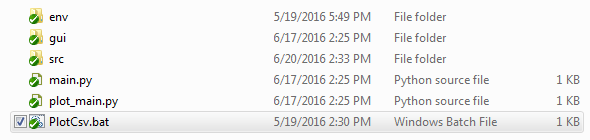 env 5/19/2016 5:49 PM File folder
gui 6/17/2016 2:25 PM File folder
src 6/20/2016 2:33 PM File folder
main.py 6/17/2016 2:25 PM Python source file 1 KB
plot_main.py 6/17/2016 2:25 PM Python source file 1 KB
PlotCsv.bat 5/19/2016 2:30 PM Windows Batch File 1 KB